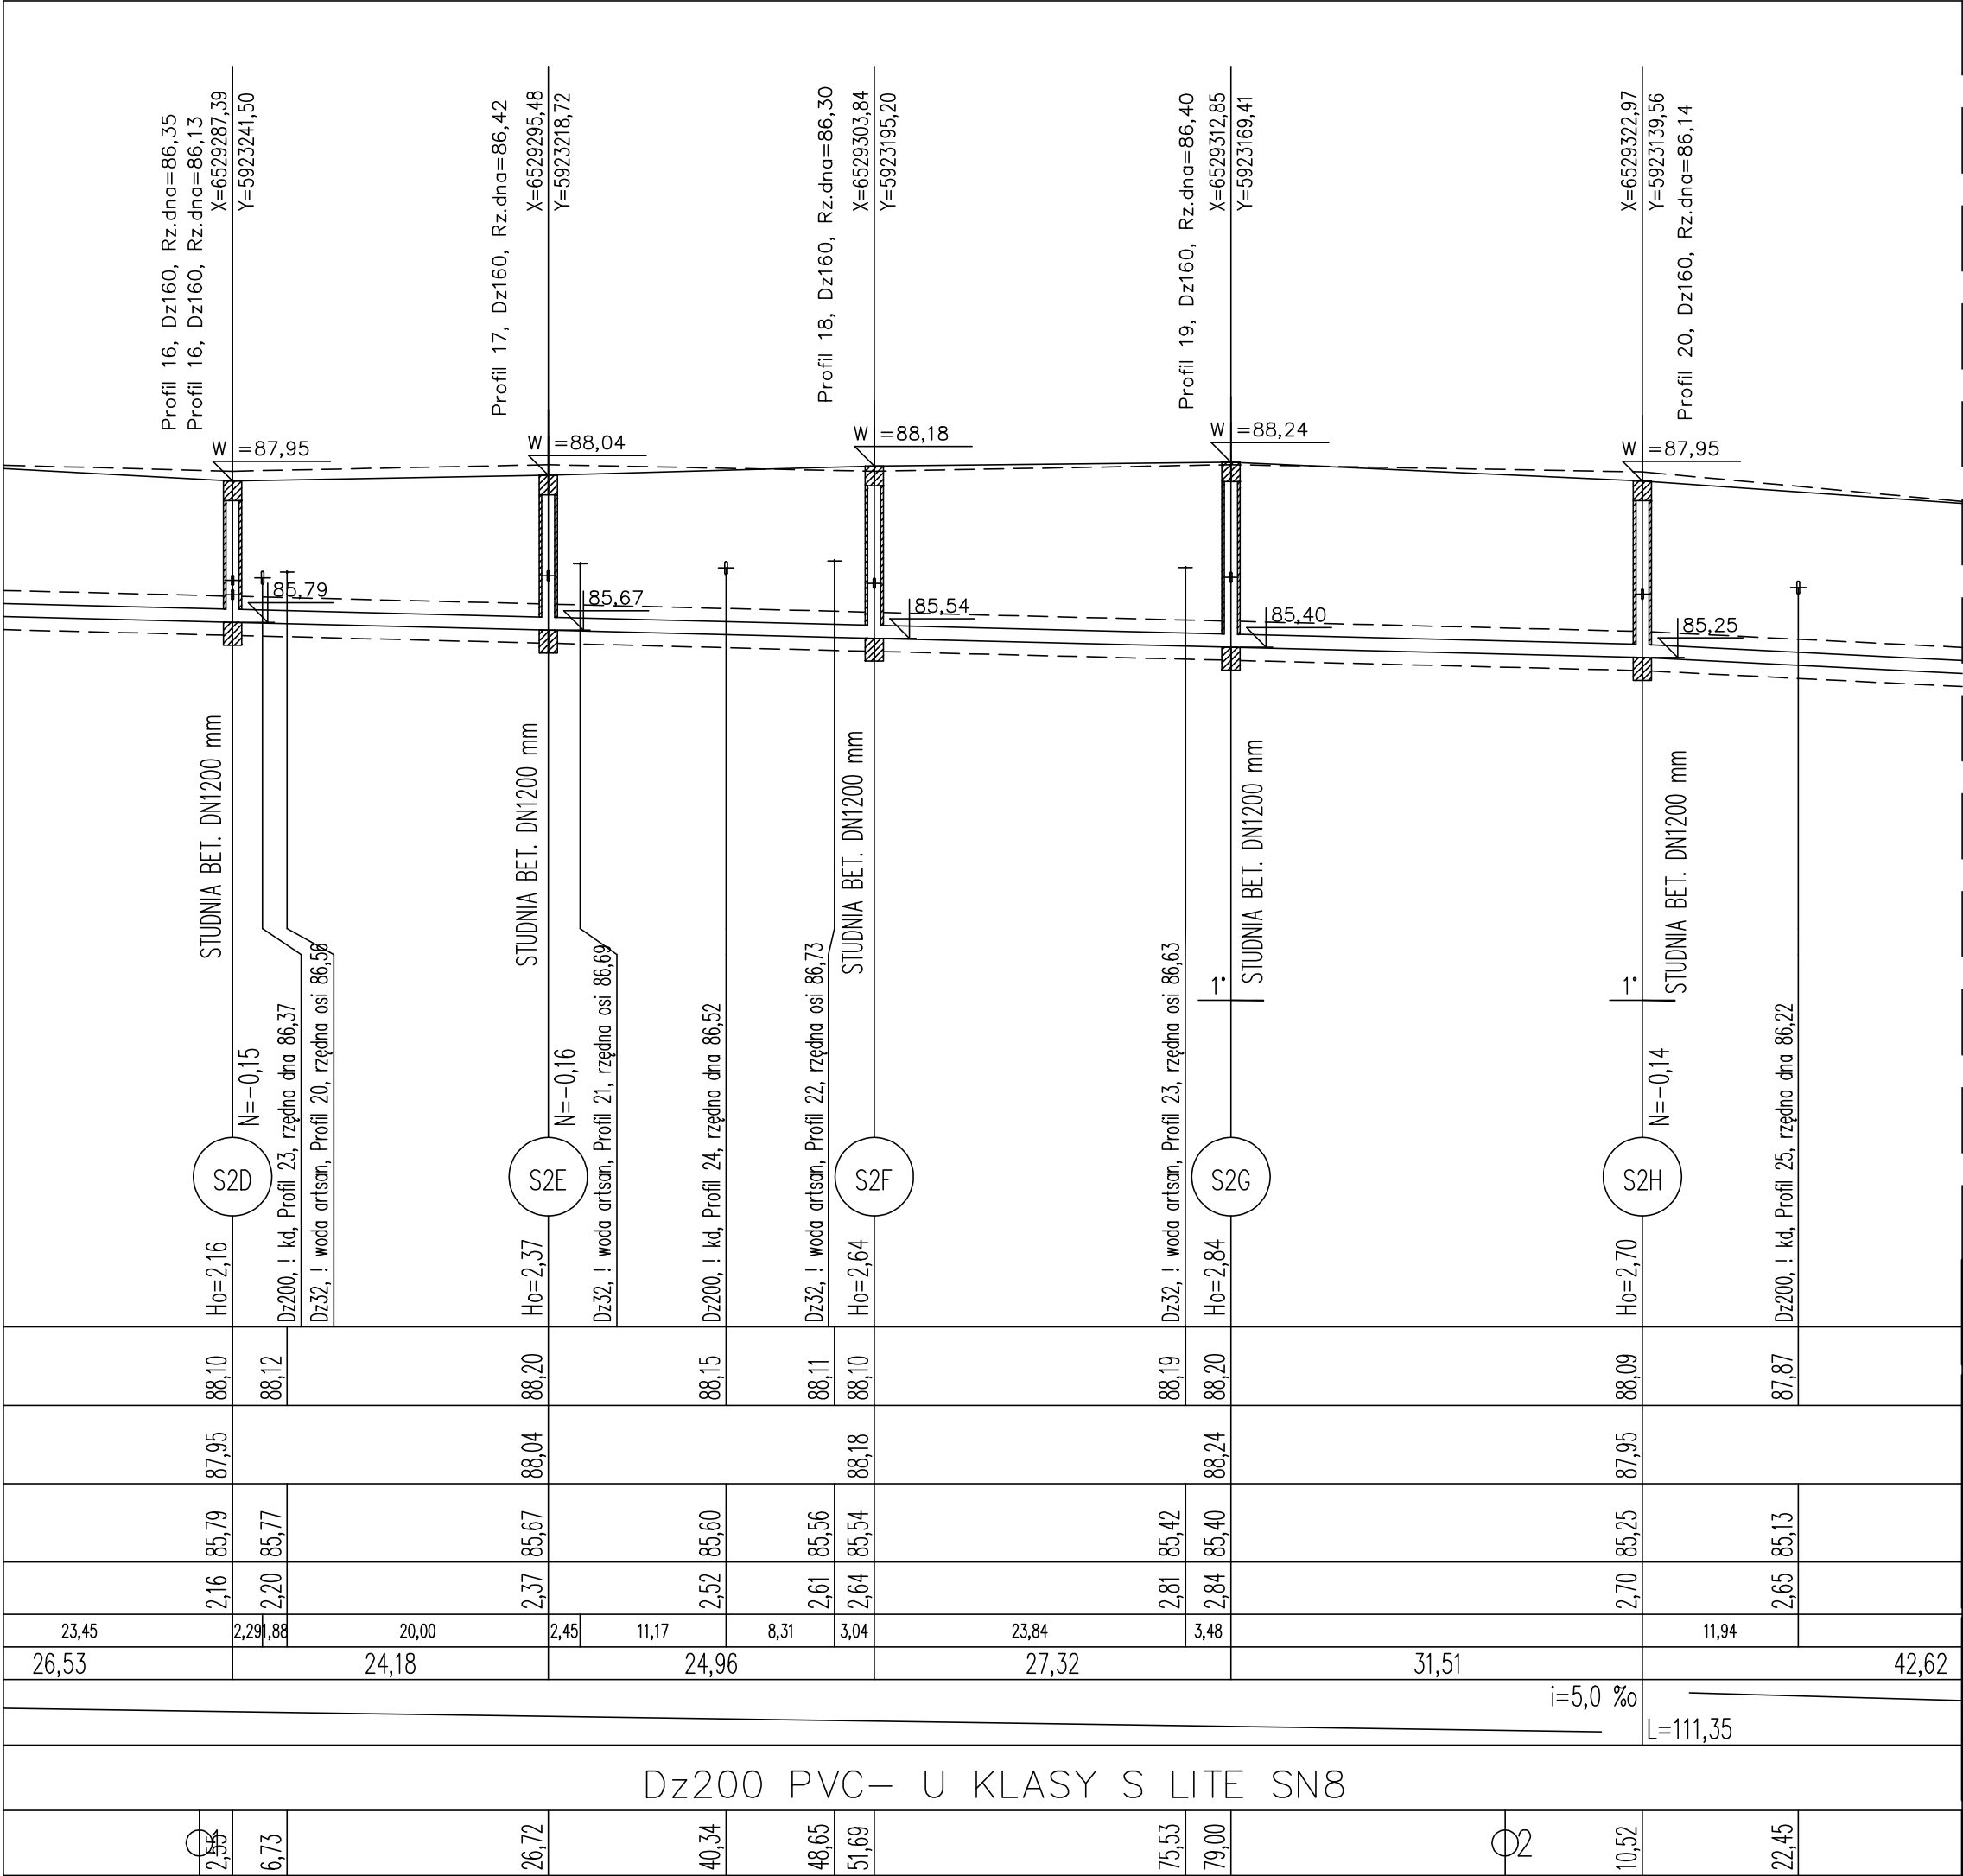 Profil 16, Dz160, Rz.dna=86,35
Profil 16, Dz160, Rz.dna=86,13
X=6529287,39
Y=5923241,50
Profil 17, Dz160, Rz.dna=86,42
X=6529295,48
Y=5923218,72
Profil 18, Dz160, Rz.dna=86,30
X=6529303,84
Y=5923195,20
Profil 19, Dz160, Rz.dna=86,40
X=6529312,85
Y=5923169,41
X=6529322,97
Y=5923139,56
Profil 20, Dz160, Rz.dna=86,14
W =87,95
W =88,04
W =88,18
W =88,24
W =87,95
85,79
85,67
85,54
85,40
85,25
STUDNIA BET. DN1200 mm
STUDNIA BET. DN1200 mm
STUDNIA BET. DN1200 mm
STUDNIA BET. DN1200 mm
STUDNIA BET. DN1200 mm
1°
1°
N=-0,15
N=-0,16
N=-0,14
Dz200, ! kd, Profil 23, rzędna dna 86,37
Dz32, ! woda artsan, Profil 20, rzędna osi 86,56
Dz32, ! woda artsan, Profil 21, rzędna osi 86,69
Dz200, ! kd, Profil 24, rzędna dna 86,52
Dz32, ! woda artsan, Profil 22, rzędna osi 86,73
Dz32, ! woda artsan, Profil 23, rzędna osi 86,63
Dz200, ! kd, Profil 25, rzędna dna 86,22
S2D
S2E
S2F
S2G
S2H
Ho=2,16
Ho=2,37
Ho=2,64
Ho=2,84
Ho=2,70
88,10 88,12 88,20 88,15 88,11 88,10 88,19 88,20 88,09 87,87
87,95 88,04 88,18 88,24 87,95
85,79 85,77 85,67 85,60 85,56 85,54 85,42 85,40 85,25 85,13
2,16 2,20 2,37 2,52 2,61 2,64 2,81 2,84 2,70 2,65
23,45 2,29 1,88 20,00 2,45 11,17 8,31 3,04 23,84 3,48 11,94
26,53 24,18 24,96 27,32 31,51 42,62
i=5,0 ‰
L=111,35
Dz200 PVC- U KLASY S LITE SN8
2,55 6,73 26,72 40,34 48,65 51,69 75,53 79,00 2 10,52 22,45